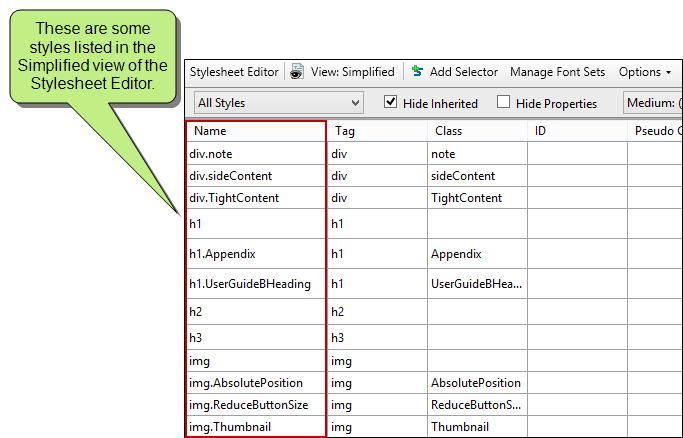 These are some
styles listed in the
Simplified view of the
Stylesheet Editor.
Stylesheet Editor View: Simplified Add Selector Manage Font Sets Options
All Styles Hide Inherited Hide Properties Medium: (
Name Tag Class ID Pseudo C
div.note div note
div.sideContent div sideContent
div.TightContent div TightContent
h1 h1
h1.Appendix h1 Appendix
h1.UserGuideBHeading h1 UserGuideBHea...
h2 h2
h3 h3
img img
img.AbsolutePosition img AbsolutePosition
img.ReduceButtonSize img ReduceButtonS...
img.Thumbnail img Thumbnail